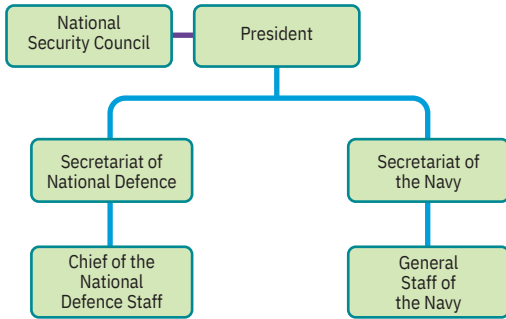 National
Security Council
President
Secretariat of
National Defence
Secretariat of
the Navy
Chief of the
National
Defence Staff
General
Staff of
the Navy